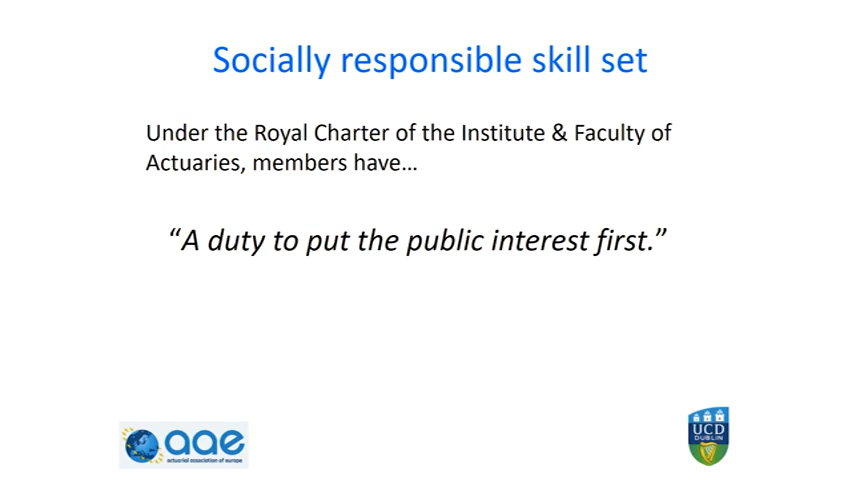 Socially responsible skill set
Under the Royal Charter of the Institute & Faculty of
Actuaries, members have…
“A duty to put the public interest first.”
aae
actuarial association of europe
UCD
DUBLIN